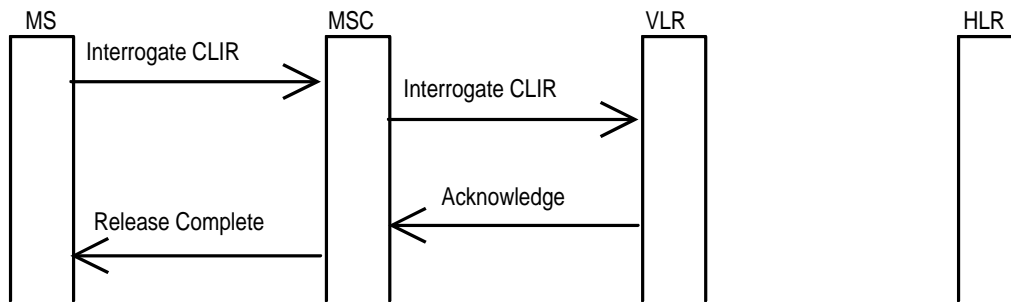 MS
MSC
VLR
HLR
Interrogate CLIR
Interrogate CLIR
Acknowledge
Release Complete